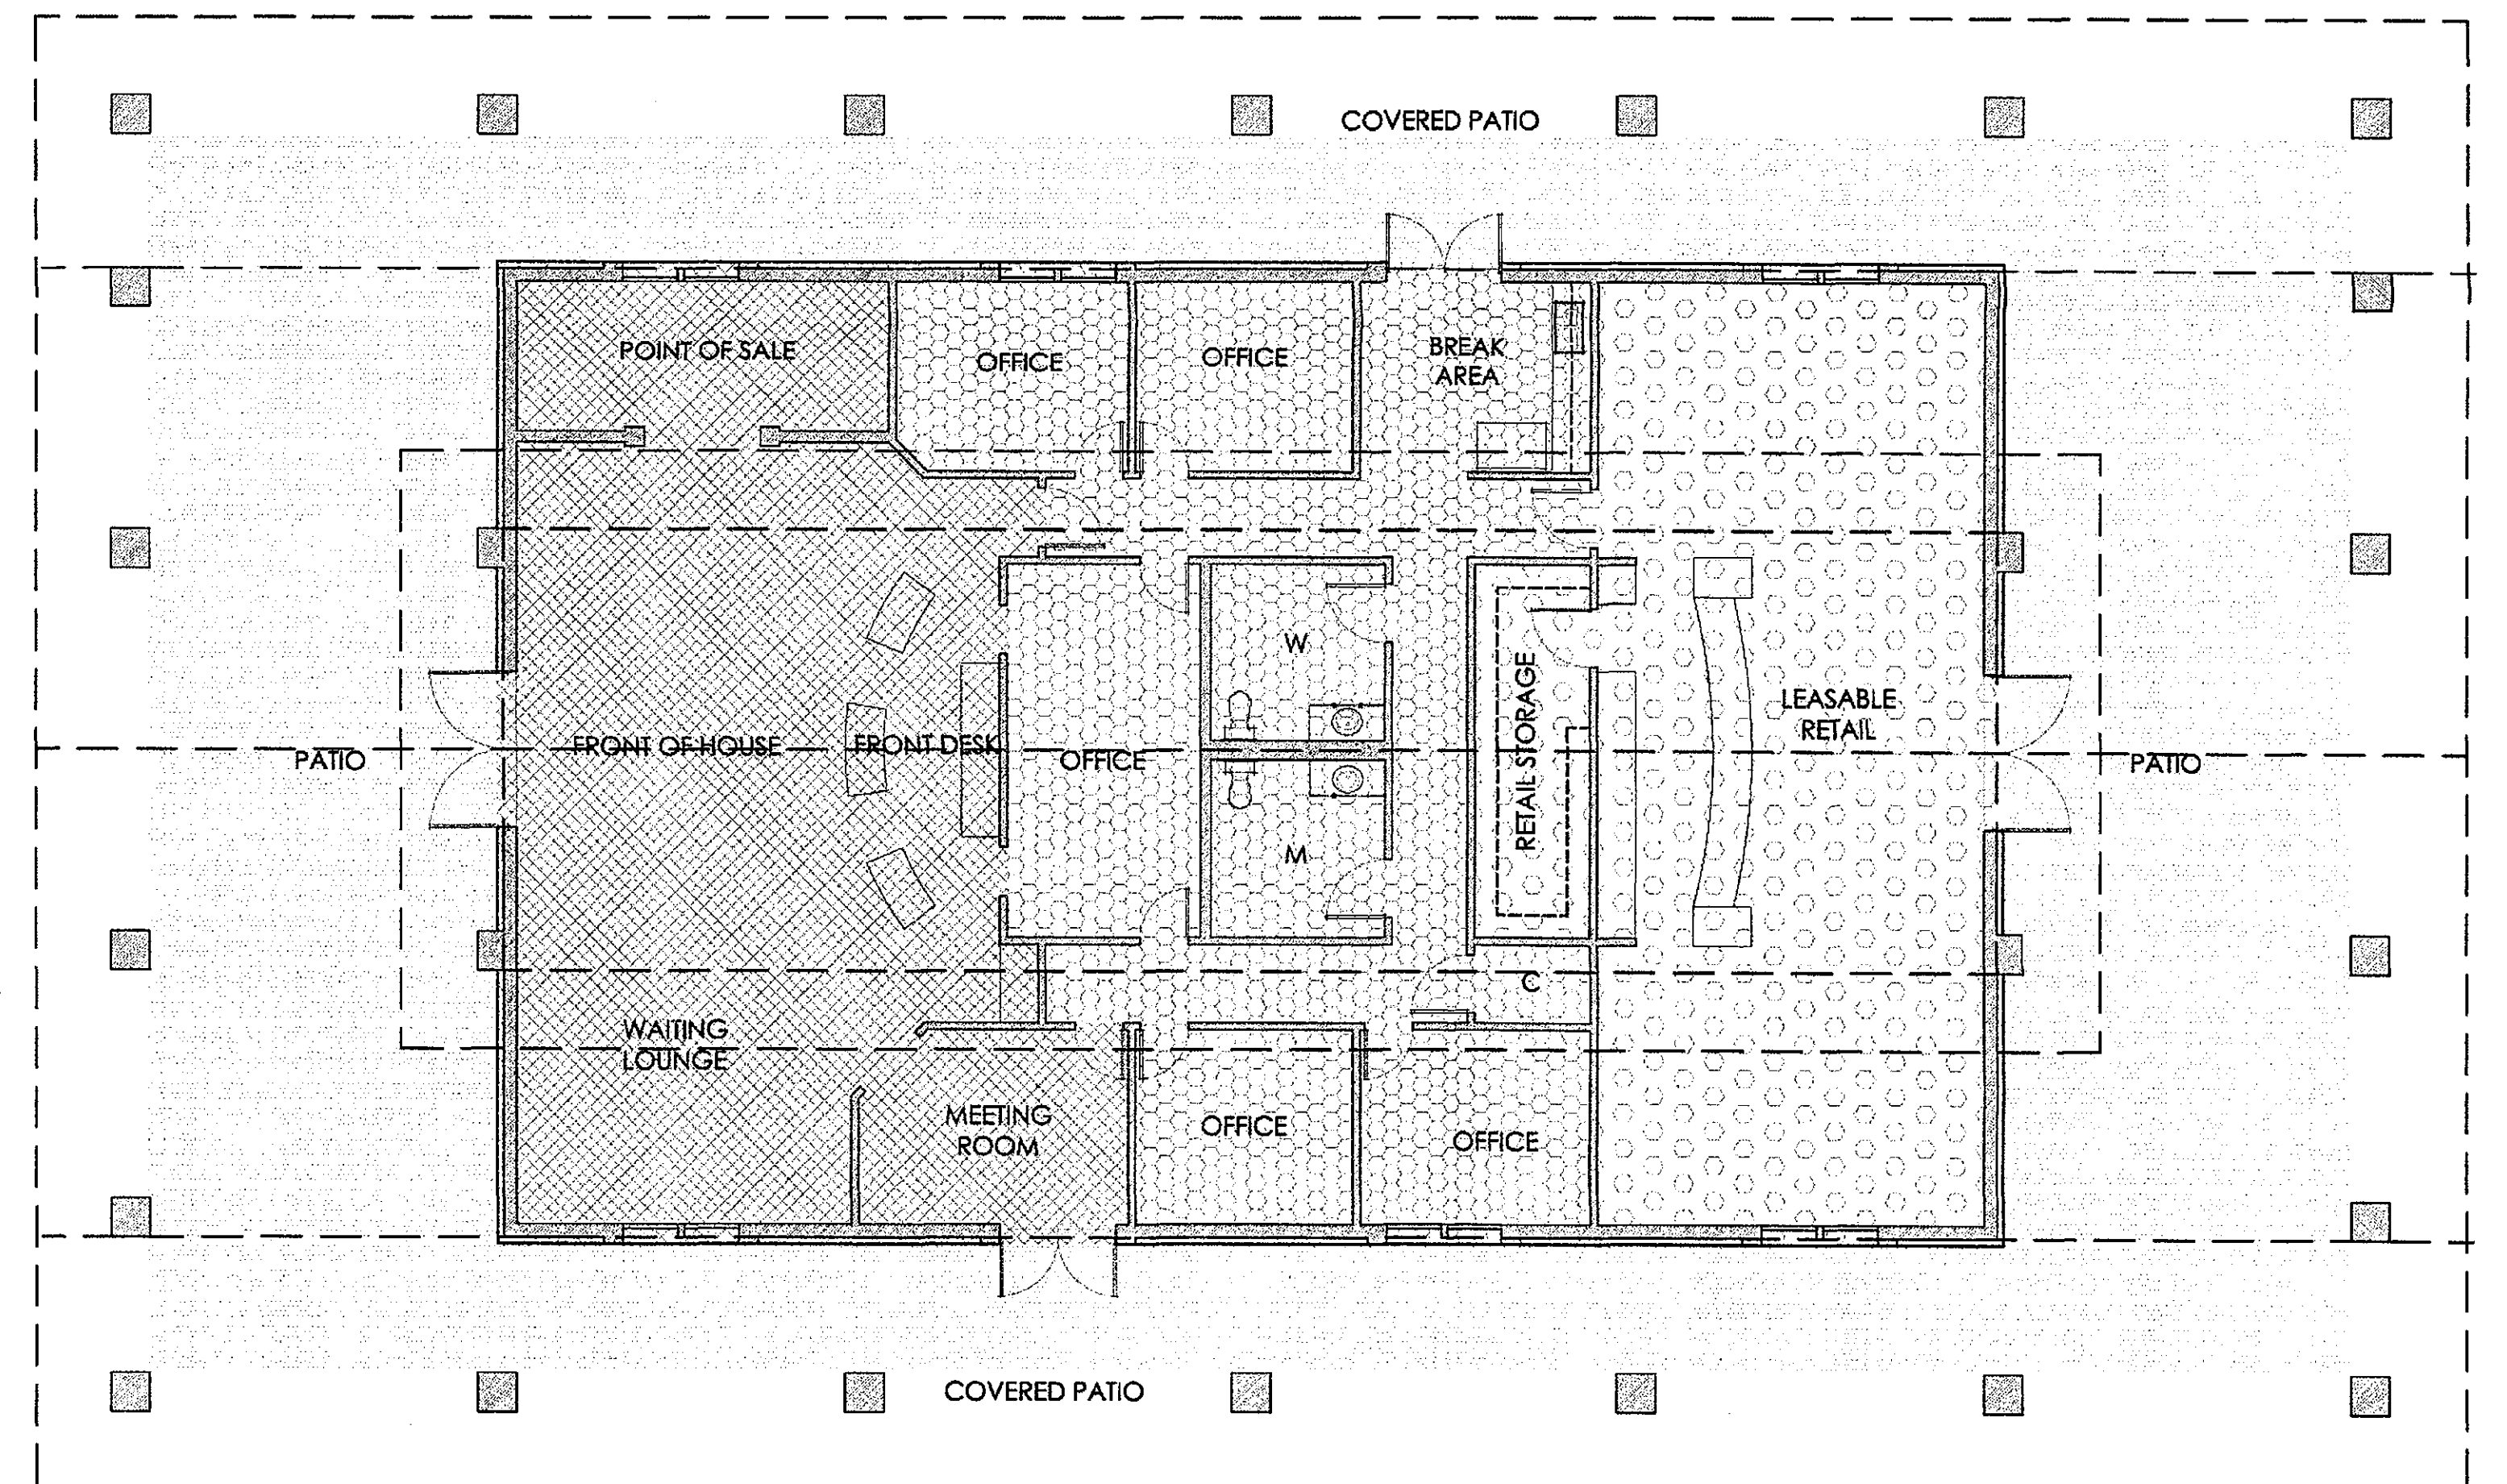 COVERED PATIO
POINT OF SALE
OFFICE
OFFICE
BREAK
AREA
W
RETAIL STORAGE
LEASABLE
RETAIL
PATIO
FRONT OF HOUSE
FRONT DESK
OFFICE
PATIO
M
C
WAITING
LOUNGE
MEETING
ROOM
OFFICE
OFFICE
COVERED PATIO